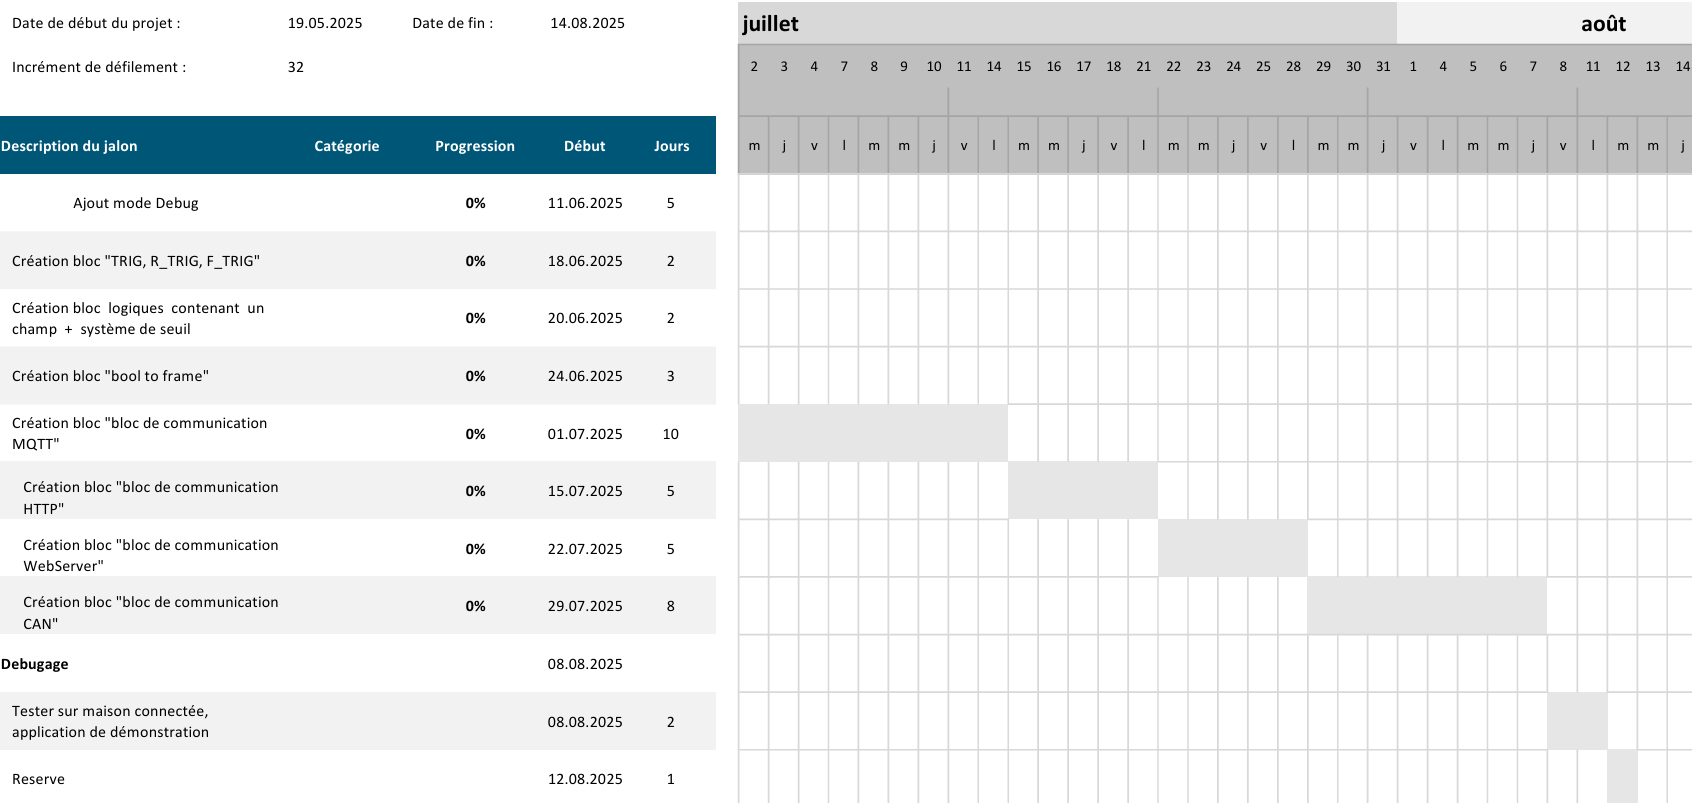 Date de début du projet : 19.05.2025 Date de fin : 14.08.2025
Incrément de défilement : 32
juillet août
2 3 4 7 8 9 10 11 14 15 16 17 18 21 22 23 24 25 28 29 30 31 1 4 5 6 7 8 11 12 13 14
Description du jalon Catégorie Progression Début Jours
m j v l m m j v l m m j v l m m j v l m m j v l m m j v l m m j
Ajout mode Debug 0% 11.06.2025 5
Création bloc "TRIG, R_TRIG, F_TRIG" 0% 18.06.2025 2
Création bloc logiques contenant un
champ + système de seuil 0% 20.06.2025 2
Création bloc "bool to frame" 0% 24.06.2025 3
Création bloc "bloc de communication
MQTT" 0% 01.07.2025 10
Création bloc "bloc de communication
HTTP" 0% 15.07.2025 5
Création bloc "bloc de communication
WebServer" 0% 22.07.2025 5
Création bloc "bloc de communication
CAN" 0% 29.07.2025 8
Debugage 08.08.2025
Tester sur maison connectée,
application de démonstration 08.08.2025 2
Reserve 12.08.2025 1